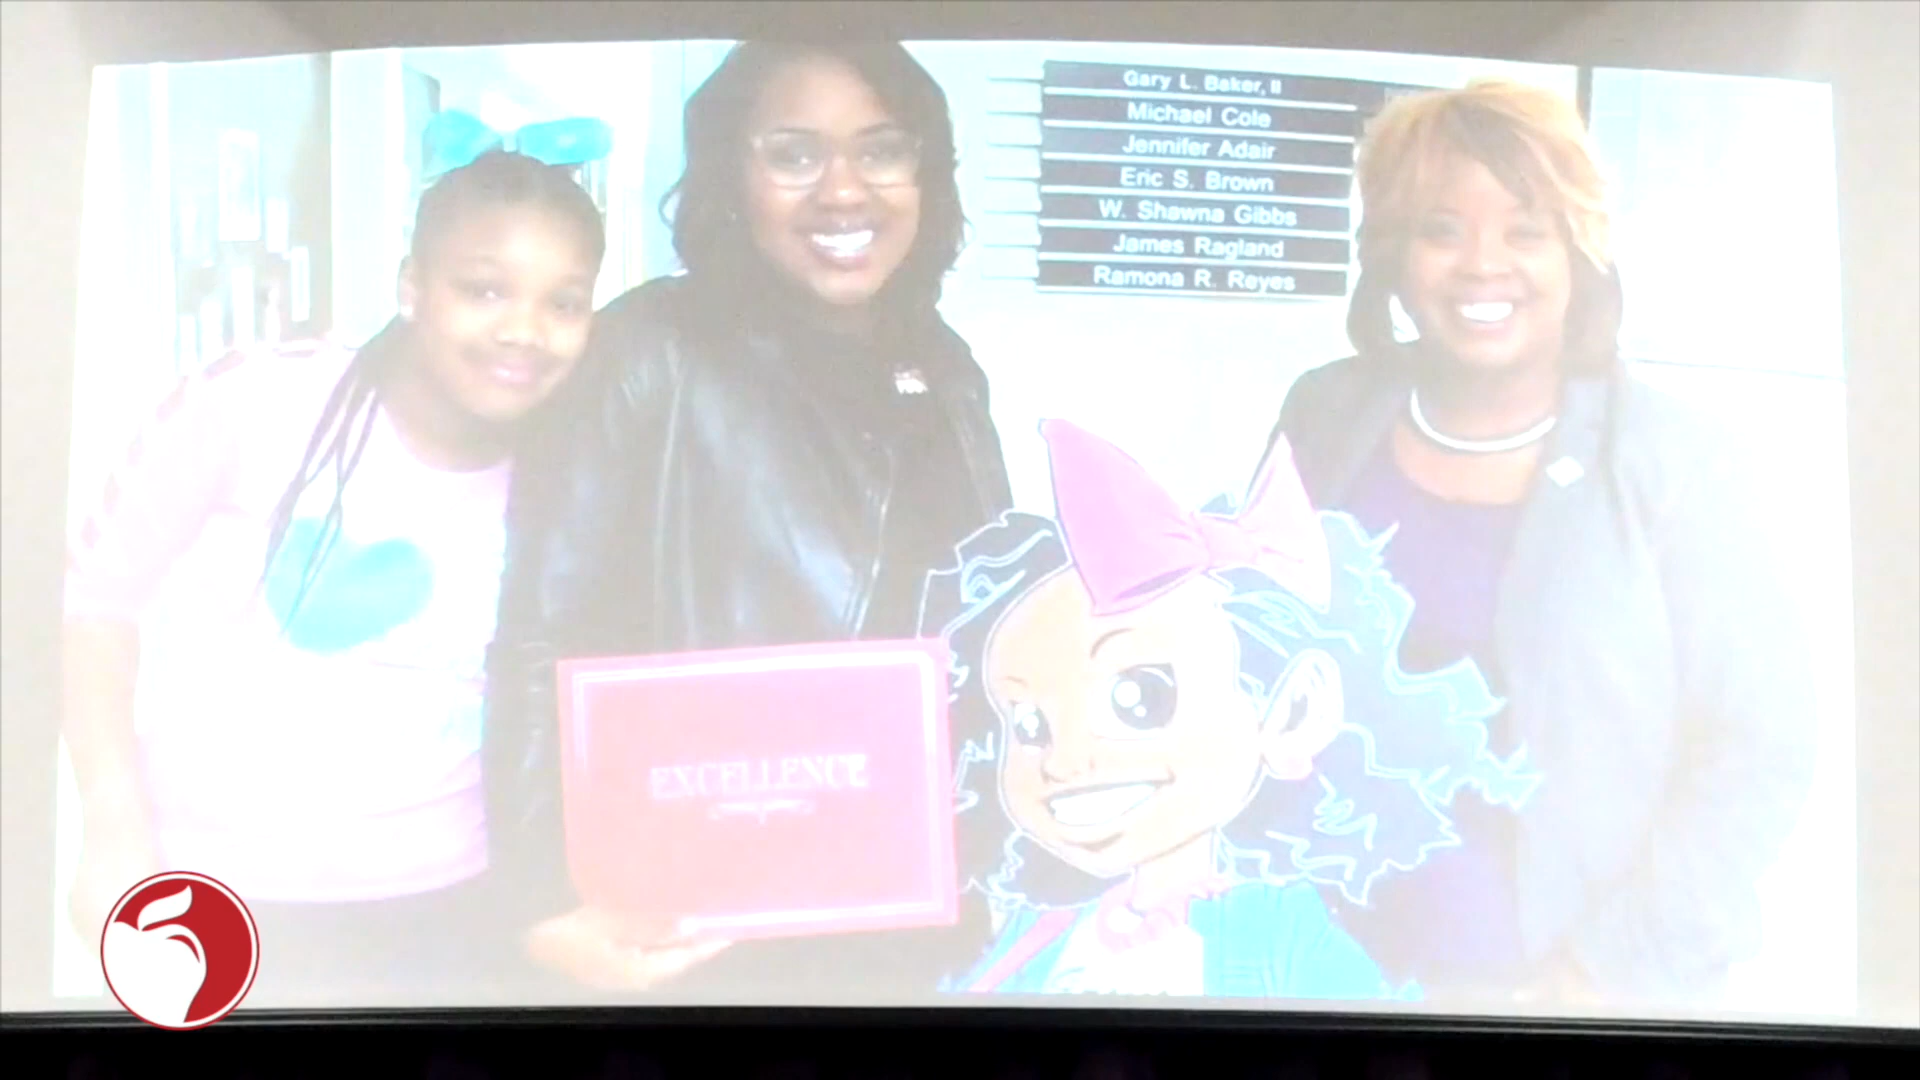 Gary L. Baker, II
Michael Cole
Jennifer Adair
Eric S. Brown
W. Shawna Gibbs
James Ragland
Ramona R. Reyes
EXCELLENCE